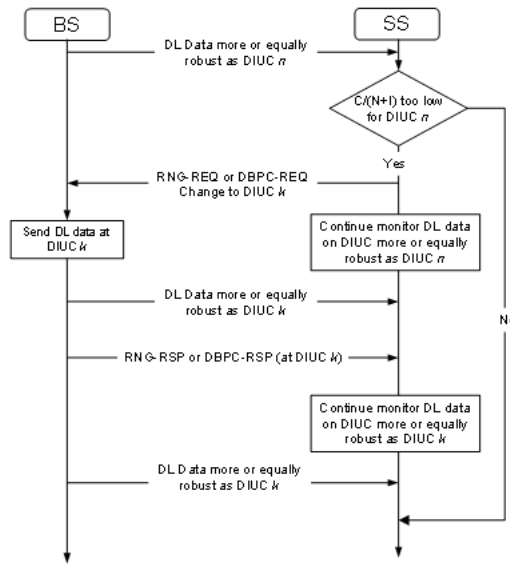 BS
SS
DL Data more or equally
robust as DIUC n
C/(N+I) too low
for DIUC n
Yes
RNG-REQ or DBPC-REQ
Change to DIUC k
Send DL data at
DIUC k
Continue monitor DL data
on DIUC more or equally
robust as DIUC n
DL Data more or equally
robust as DIUC k
RNG-RSP or DBPC-RSP (at DIUC k)
Continue monitor DL data
on DIUC more or equally
robust as DIUC k
DL Data more or equally
robust as DIUC k